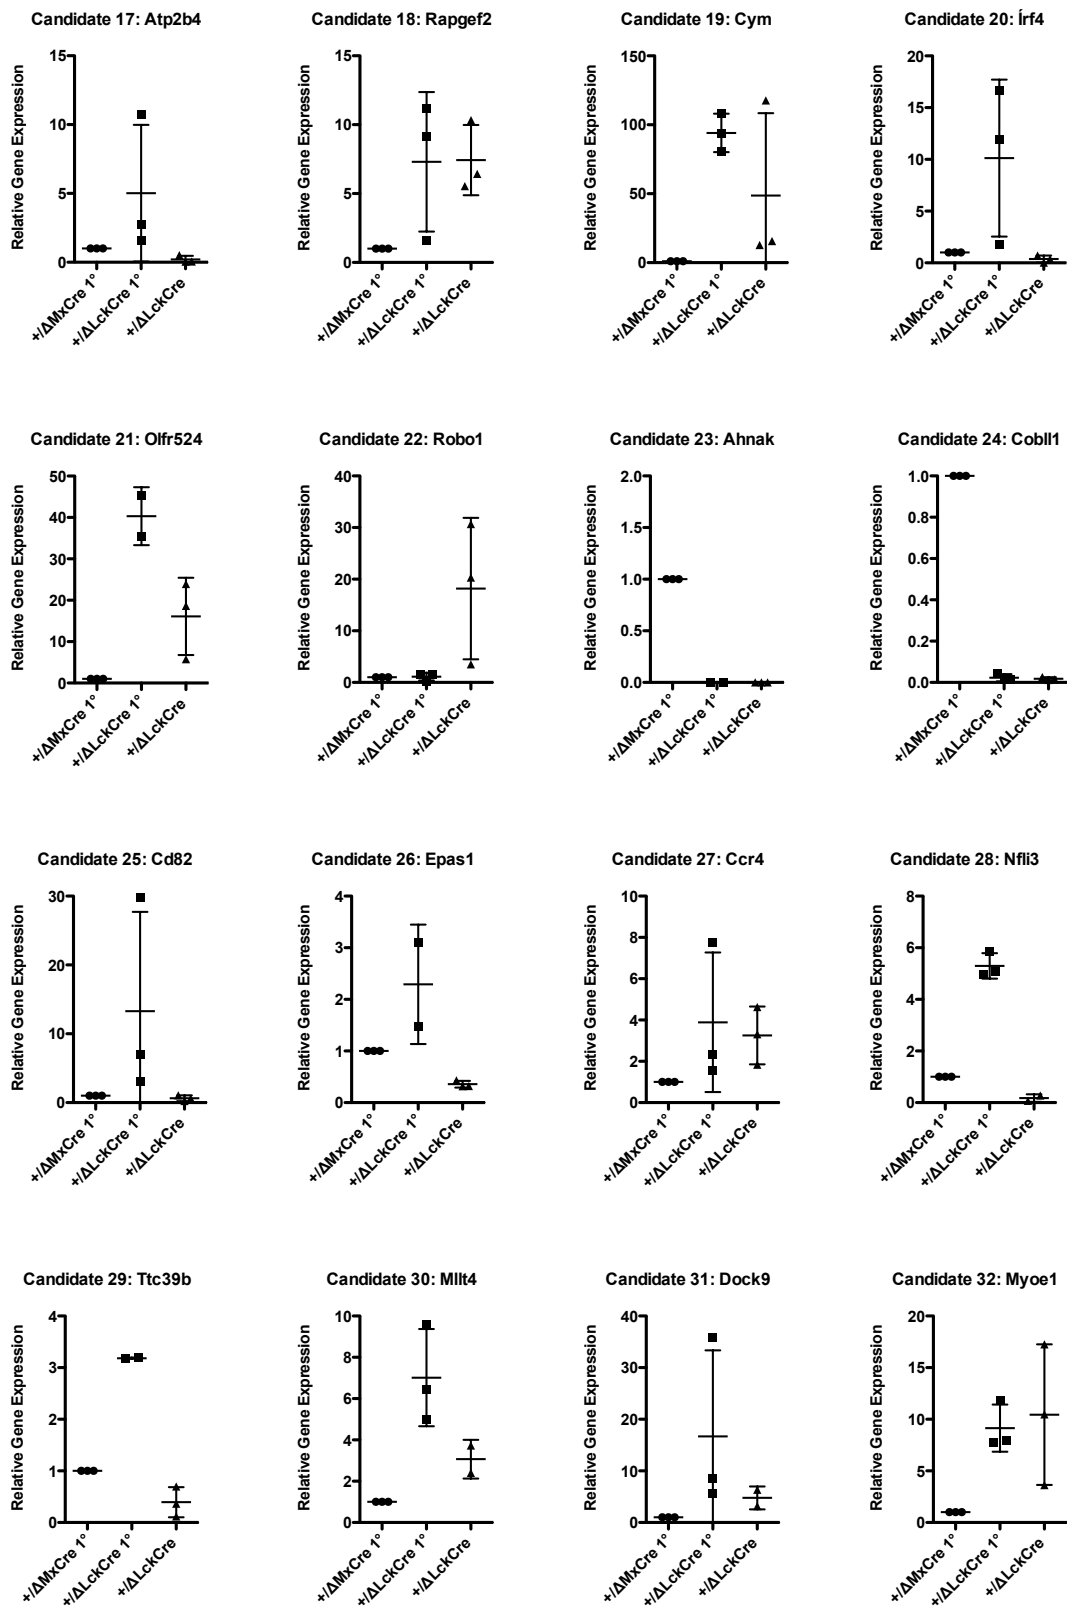 Candidate 17: Atp2b4
Relative Gene Expression
15
10
5
0
+/ΔMxCre 1°
+/ΔLckCre 1°
+/ΔLckCre
Candidate 18: Rapgef2
Relative Gene Expression
15
10
5
0
+/ΔMxCre 1°
+/ΔLckCre 1°
+/ΔLckCre
Candidate 19: Cym
Relative Gene Expression
150
100
50
0
+/ΔMxCre 1°
+/ΔLckCre 1°
+/ΔLckCre
Candidate 20: Írf4
Relative Gene Expression
20
15
10
5
0
+/ΔMxCre 1°
+/ΔLckCre 1°
+/ΔLckCre
Candidate 21: Olfr524
Relative Gene Expression
50
40
30
20
10
0
+/ΔMxCre 1°
+/ΔLckCre 1°
+/ΔLckCre
Candidate 22: Robo1
Relative Gene Expression
40
30
20
10
0
+/ΔMxCre 1°
+/ΔLckCre 1°
+/ΔLckCre
Candidate 23: Ahnak
Relative Gene Expression
2.0
1.5
1.0
0.5
0.0
+/ΔMxCre 1°
+/ΔLckCre 1°
+/ΔLckCre
Candidate 24: Cobll1
Relative Gene Expression
1.0
0.8
0.6
0.4
0.2
0.0
+/ΔMxCre 1°
+/ΔLckCre 1°
+/ΔLckCre
Candidate 25: Cd82
Relative Gene Expression
30
20
10
0
+/ΔMxCre 1°
+/ΔLckCre 1°
+/ΔLckCre
Candidate 26: Epas1
Relative Gene Expression
4
3
2
1
0
+/ΔMxCre 1°
+/ΔLckCre 1°
+/ΔLckCre
Candidate 27: Ccr4
Relative Gene Expression
10
8
6
4
2
0
+/ΔMxCre 1°
+/ΔLckCre 1°
+/ΔLckCre
Candidate 28: Nfli3
Relative Gene Expression
8
6
4
2
0
+/ΔMxCre 1°
+/ΔLckCre 1°
+/ΔLckCre
Candidate 29: Ttc39b
Relative Gene Expression
4
3
2
1
0
+/ΔMxCre 1°
+/ΔLckCre 1°
+/ΔLckCre
Candidate 30: Mllt4
Relative Gene Expression
10
8
6
4
2
0
+/ΔMxCre 1°
+/ΔLckCre 1°
+/ΔLckCre
Candidate 31: Dock9
Relative Gene Expression
40
30
20
10
0
+/ΔMxCre 1°
+/ΔLckCre 1°
+/ΔLckCre
Candidate 32: Myoe1
Relative Gene Expression
20
15
10
5
0
+/ΔMxCre 1°
+/ΔLckCre 1°
+/ΔLckCre